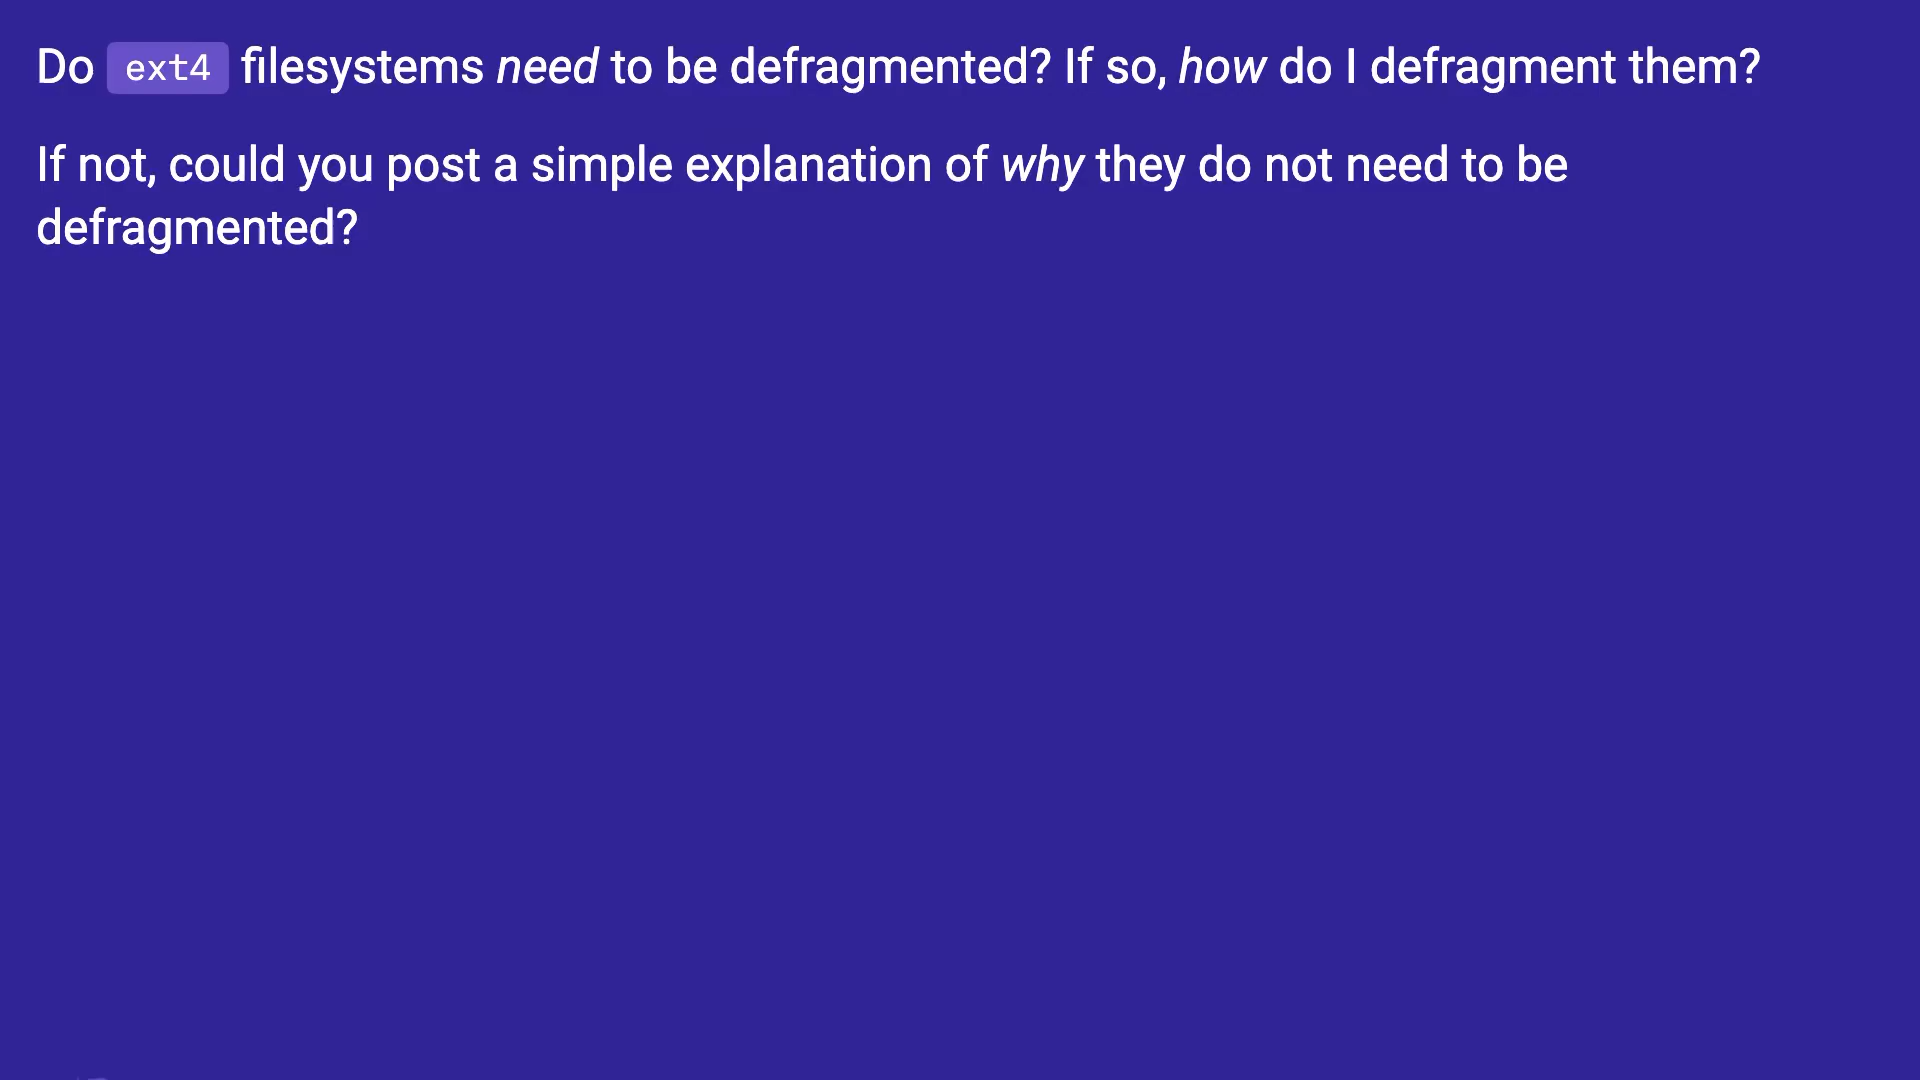 Do ext4 filesystems need to be defragmented? If so, how do I defragment them?
If not, could you post a simple explanation of why they do not need to be
defragmented?